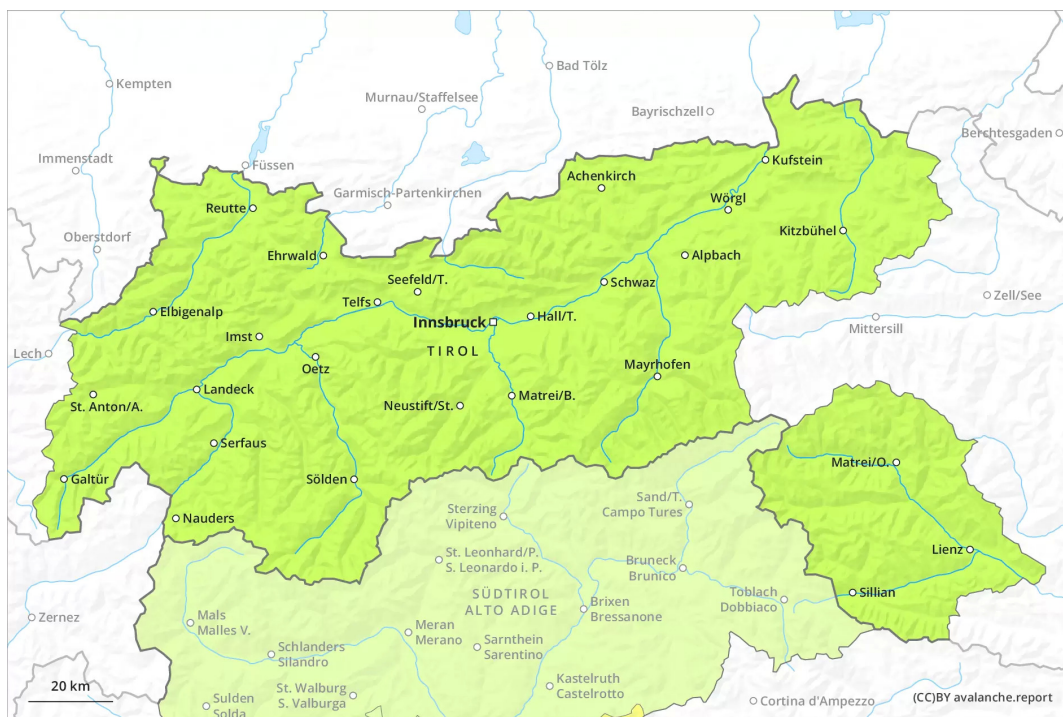 Kempten
Bad Tölz
Murnau/Staffelsee
Bayrischzell
Berchtesgaden
Immenstadt
Füssen
Kufstein
Achenkirch
Garmisch-Partenkirchen
Reutte
Wörgl
Oberstdorf
Kitzbühel
Ehrwald
Alpbach
Seefeld/T.
Schwaz
Zell/See
Telfs
Elbigenalp
Hall/T.
Innsbruck
Mittersill
Imst
TIROL
Lech
Oetz
Mayrhofen
Landeck
St. Anton/A.
Neustift/St.
Matrei/B.
Serfaus
Matrei/O.
Galtür
Sölden
Sand/T.
Campo Tures
Sterzing
Vipiteno
Nauders
Lienz
St. Leonhard/P.
S. Leonardo i. P.
Bruneck
Brunico
SÜDTIROL
ALTO ADIGE
Toblach
Dobbiaco
Sillian
Brixen
Bressanone
Zernez
Mals
Malles V.
Meran
Merano
Sarnthein
Sarentino
Schlanders
Silandro
Kastelruth
Castelrotto
20 km
St. Walburg
S. Valburga
Sulden
Solda
Cortina d'Ampezzo
(CC)BY avalanche.report